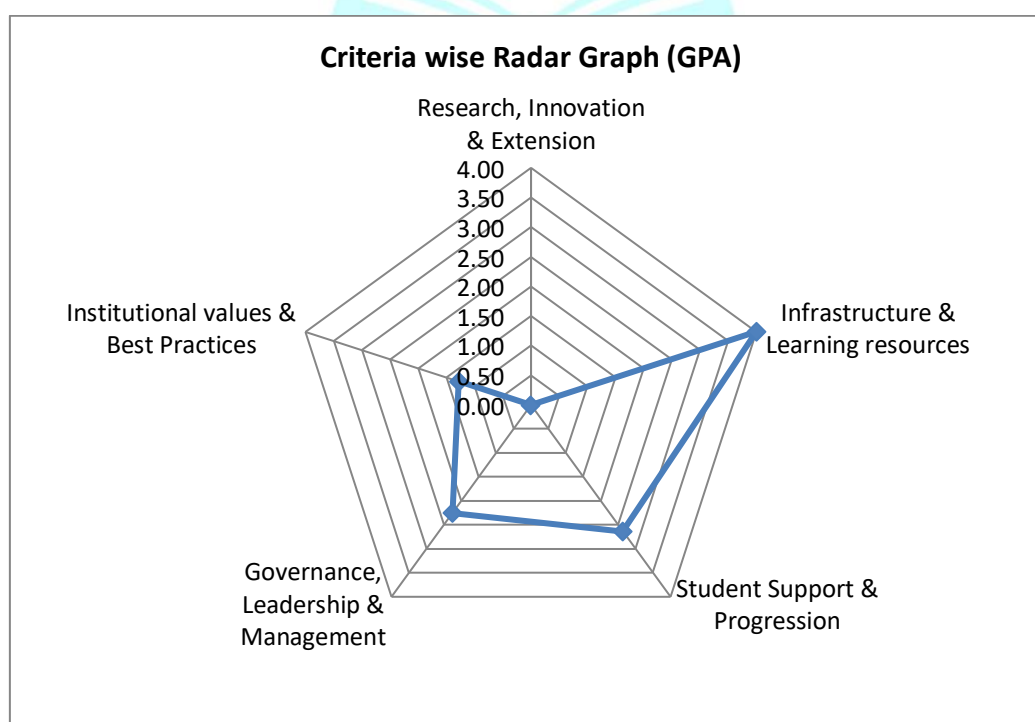 Criteria wise Radar Graph (GPA)
Research, Innovation
& Extension
4.00
3.50
3.00
2.50
2.00
1.50
1.00
0.50
0.00
Infrastructure &
Learning resources
Student Support &
Progression
Governance,
Leadership &
Management
Institutional values &
Best Practices